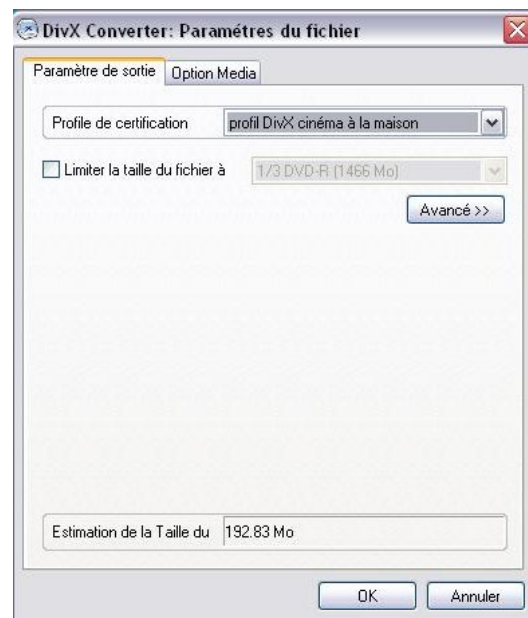 DivX Converter: Paramétres du fichier
Paramètre de sortie Option Media
Profile de certification profil DivX cinéma à la maison
Limiter la taille du fichier à 1/3 DVD-R (1466 Mo)
Avancé >>
Estimation de la Taille du 192.83 Mo
OK Annuler